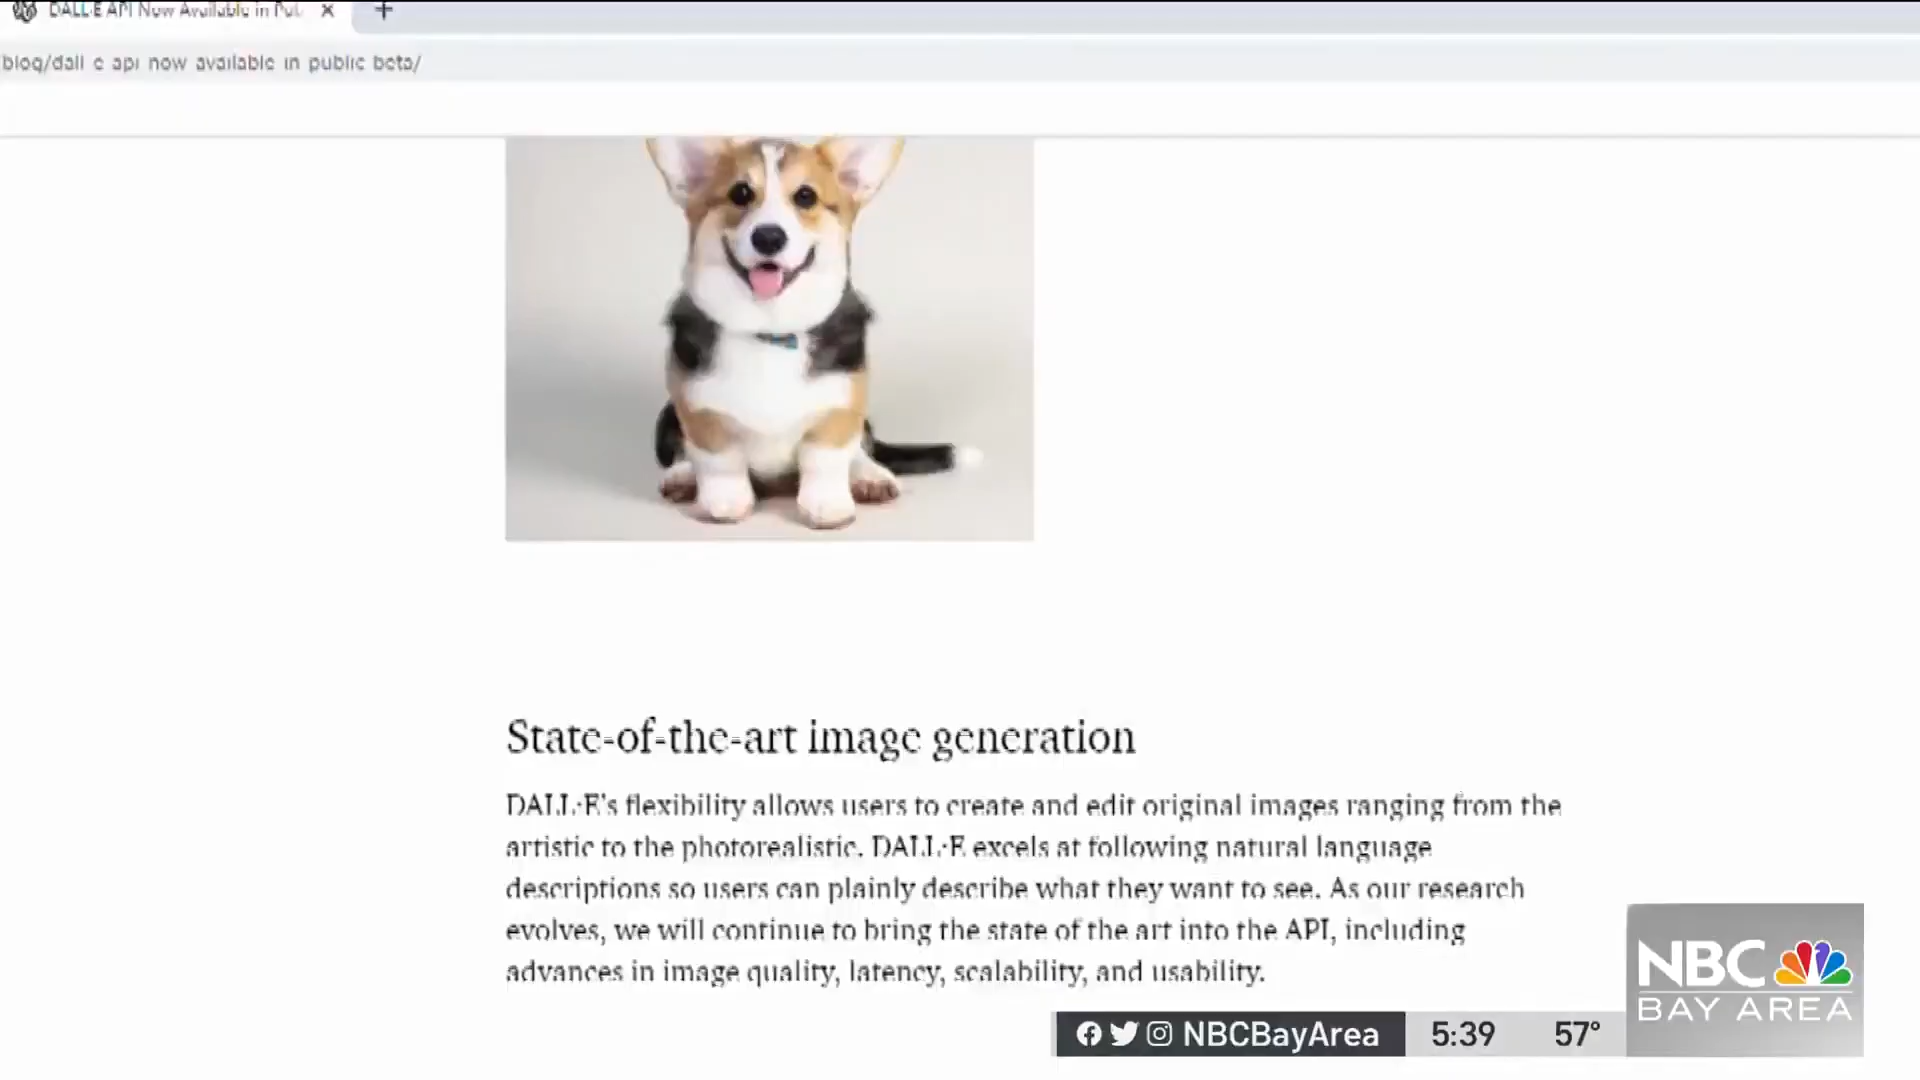 DALL·E API Now Available in Pub
blog/dall-e-api-now-available-in-public-beta/
State-of-the-art image generation
DALL·E's flexibility allows users to create and edit original images ranging from the
artistic to the photorealistic. DALL·E excels at following natural language
descriptions so users can plainly describe what they want to see. As our research
evolves, we will continue to bring the state of the art into the API, including
advances in image quality, latency, scalability, and usability.
NBC
BAY AREA
NBCBayArea 5:39 57°